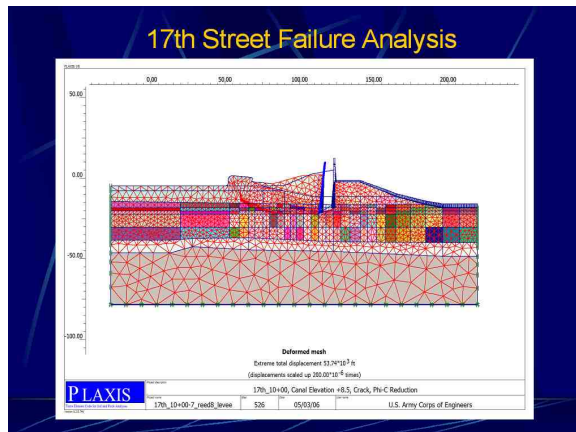 17th Street Failure Analysis
0.00 50.00 100.00 150.00 200.00
50.00
0.00
-50.00
-100.00
Deformed mesh
Extreme total displacement 53.74*10³ ft
(displacements scaled up 200.00*10⁻⁶ times)
PLAXIS
17th_10+00, Canal Elevation +8.5, Crack, Phi-C Reduction
17th_10+00-7_reed8_levee 526 05/03/06 U.S. Army Corps of Engineers